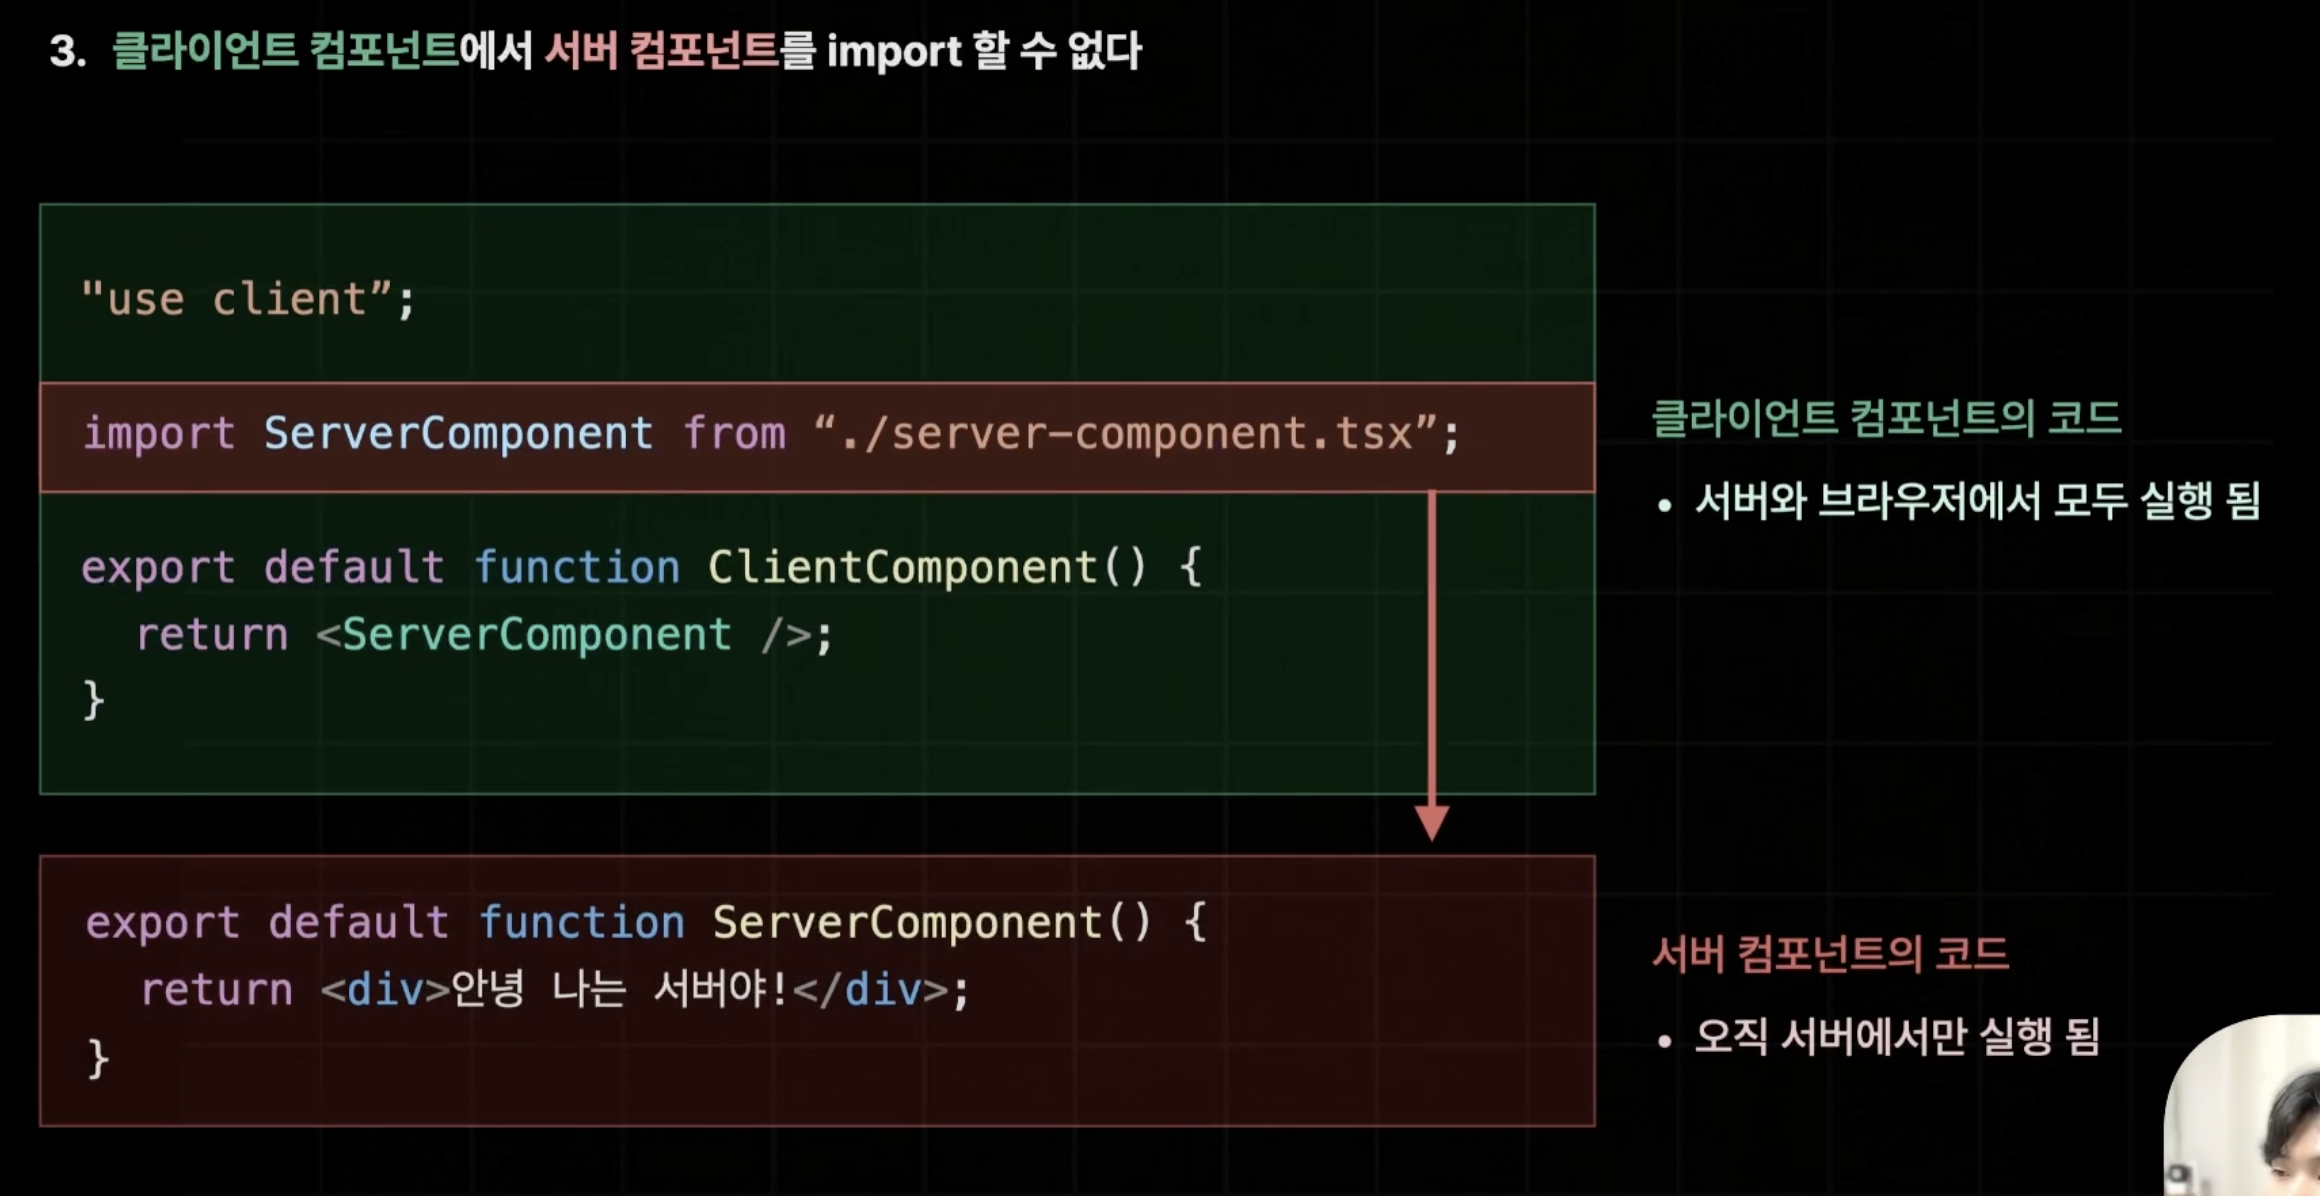 3. 클라이언트 컴포넌트에서 서버 컴포넌트를 import 할 수 없다
"use client”;
import ServerComponent from “./server-component.tsx”;
export default function ClientComponent() {
  return <ServerComponent />;
}
클라이언트 컴포넌트의 코드
• 서버와 브라우저에서 모두 실행 됨
export default function ServerComponent() {
  return <div>안녕 나는 서버야!</div>;
}
서버 컴포넌트의 코드
• 오직 서버에서만 실행 됨